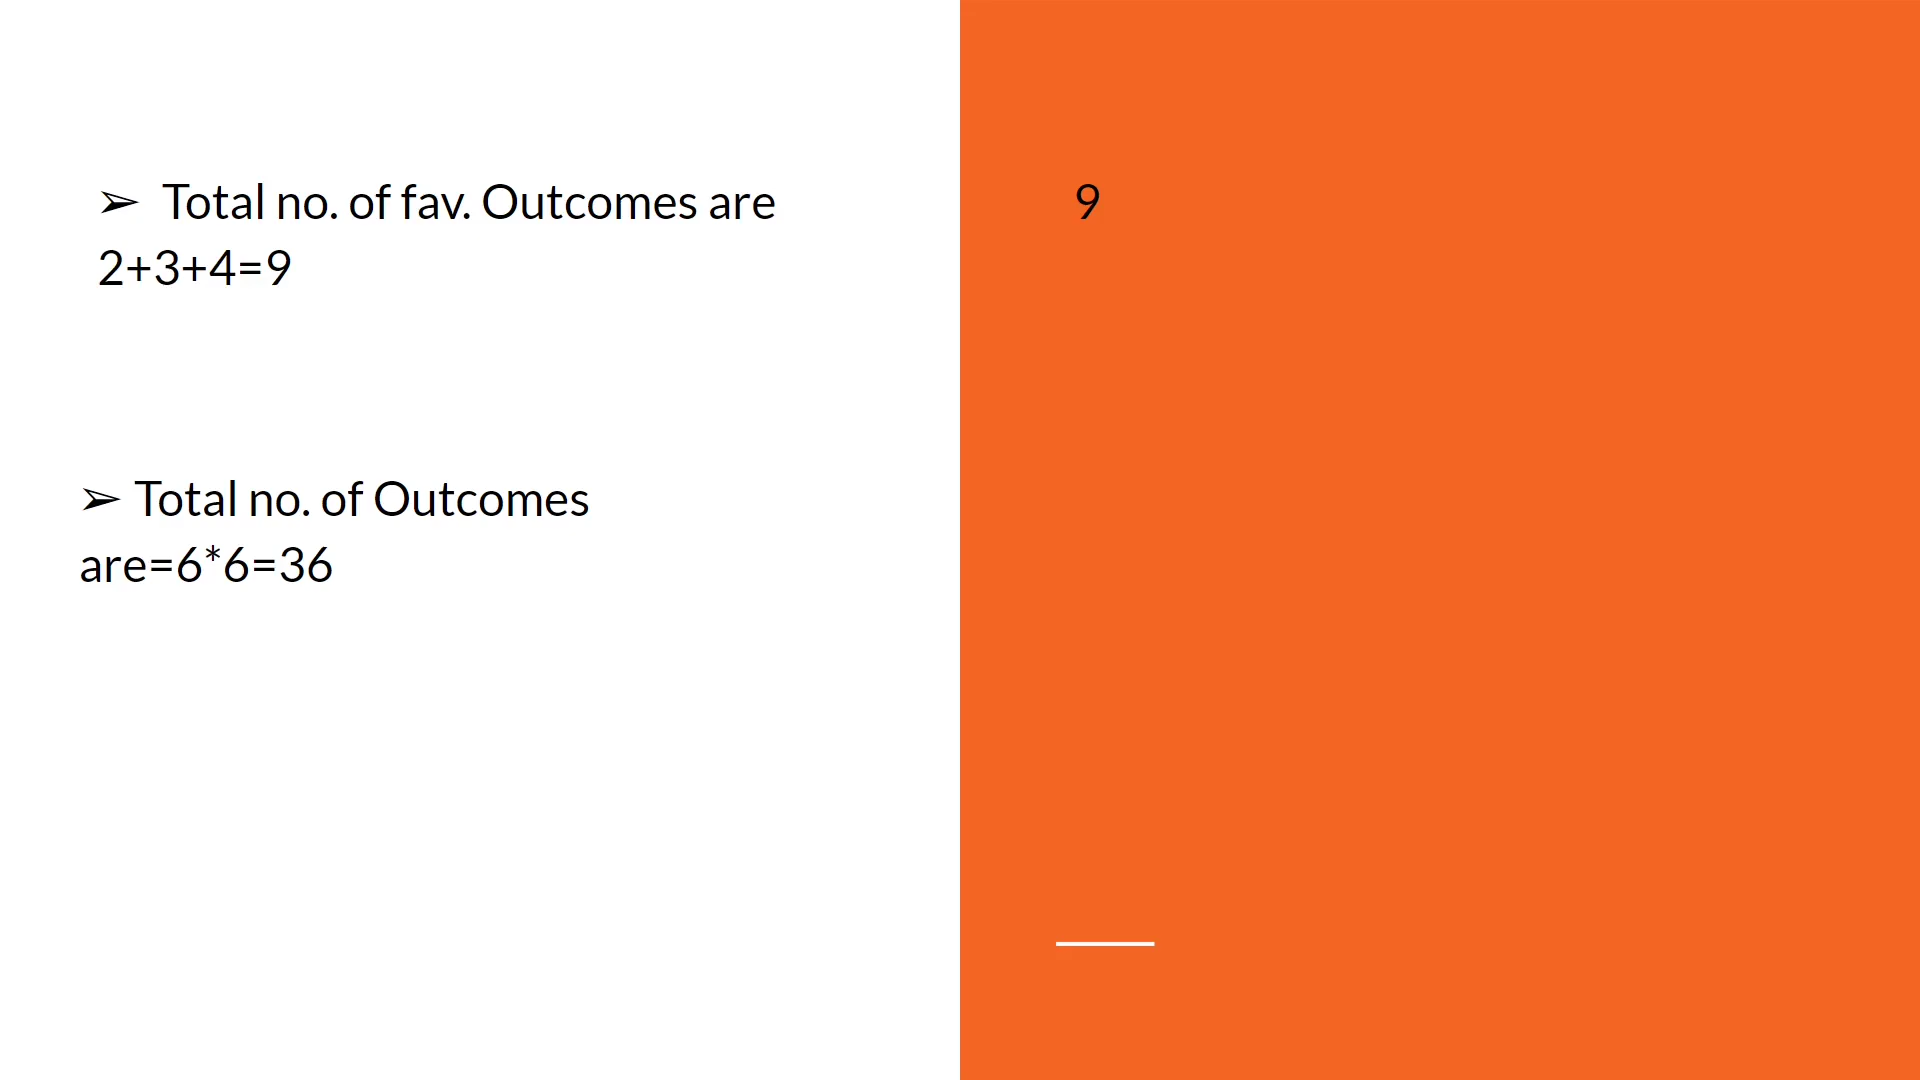 ➢ Total no. of fav. Outcomes are
2+3+4=9
➢ Total no. of Outcomes
are=6*6=36
9